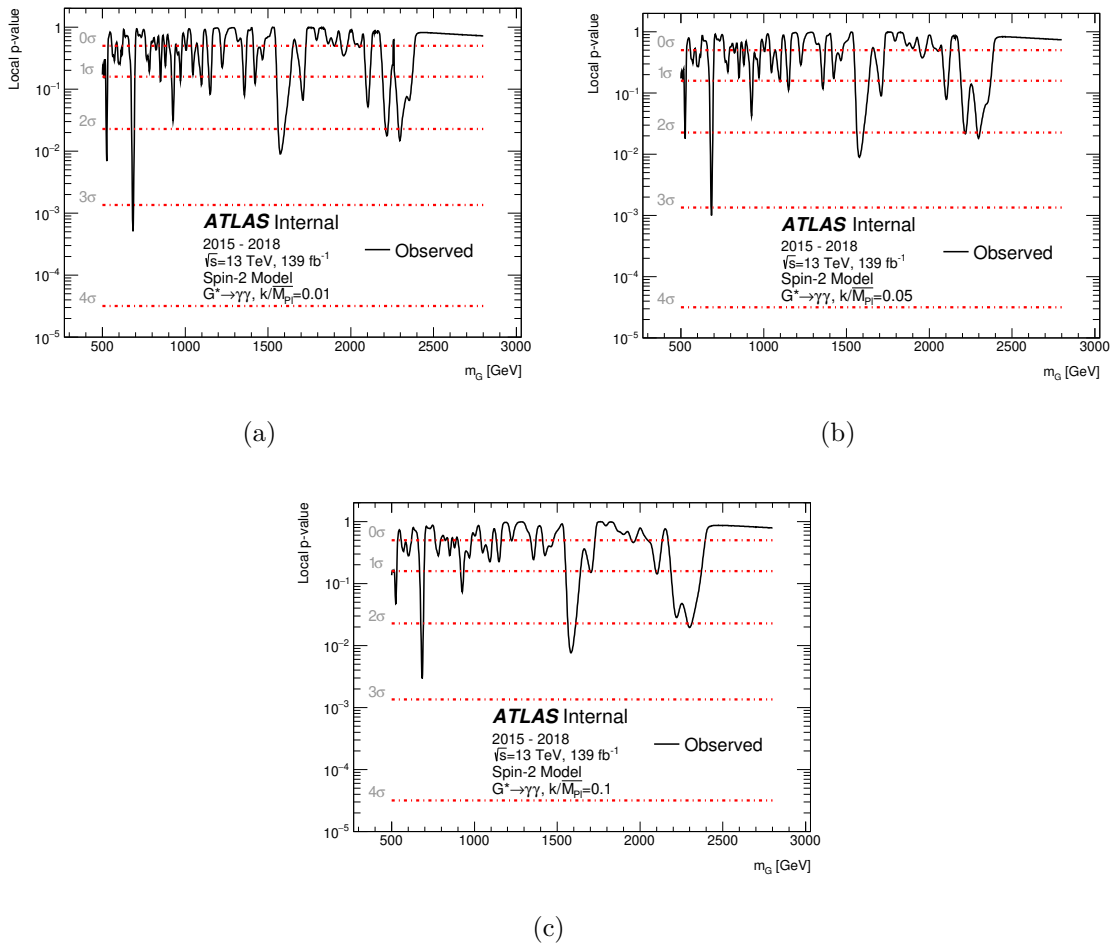 Local p-value
1
10⁻¹
10⁻²
10⁻³
10⁻⁴
10⁻⁵
0σ
1σ
2σ
3σ
4σ
ATLAS Internal
2015 - 2018
√s=13 TeV, 139 fb⁻¹
Spin-2 Model
G*→γγ, k/M̅_Pl=0.01
Observed
500 1000 1500 2000 2500 3000
m_G [GeV]
(a)
Local p-value
1
10⁻¹
10⁻²
10⁻³
10⁻⁴
10⁻⁵
0σ
1σ
2σ
3σ
4σ
ATLAS Internal
2015 - 2018
√s=13 TeV, 139 fb⁻¹
Spin-2 Model
G*→γγ, k/M̅_Pl=0.05
Observed
500 1000 1500 2000 2500 3000
m_G [GeV]
(b)
Local p-value
1
10⁻¹
10⁻²
10⁻³
10⁻⁴
10⁻⁵
0σ
1σ
2σ
3σ
4σ
ATLAS Internal
2015 - 2018
√s=13 TeV, 139 fb⁻¹
Spin-2 Model
G*→γγ, k/M̅_Pl=0.1
Observed
500 1000 1500 2000 2500 3000
m_G [GeV]
(c)